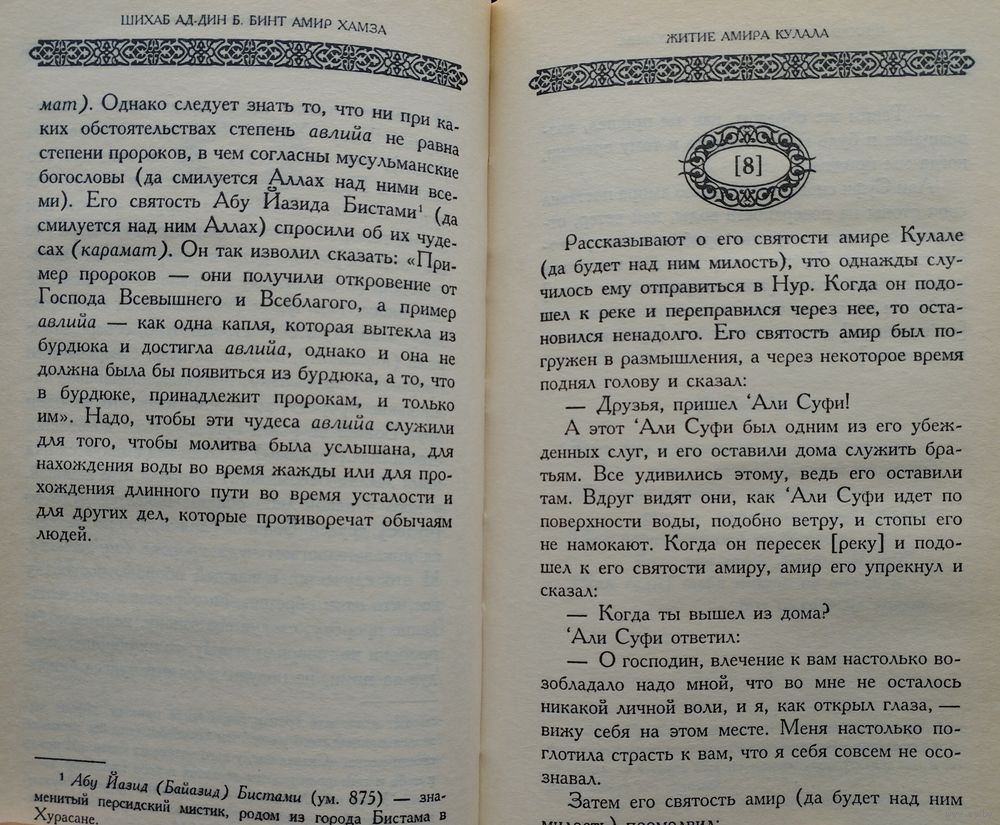 ШИХАБ АД-ДИН Б. БИНТ АМИР ХАМЗА
мат). Однако следует знать то, что ни при ка-
ких обстоятельствах степень авлийа не равна
степени пророков, в чем согласны мусульманские
богословы (да смилуется Аллах над ними все-
ми). Его святость Абу Йазида Бистами¹ (да
смилуется над ним Аллах) спросили об их чуде-
сах (карамат). Он так изволил сказать: «При-
мер пророков — они получили откровение от
Господа Всевышнего и Всеблагого, а пример
авлийа — как одна капля, которая вытекла из
бурдюка и достигла авлийа, однако и она не
должна была бы появиться из бурдюка, а то, что
в бурдюке, принадлежит пророкам, и только
им». Надо, чтобы эти чудеса авлийа служили
для того, чтобы молитва была услышана, для
нахождения воды во время жажды или для про-
хождения длинного пути во время усталости и
для других дел, которые противоречат обычаям
людей.
¹ Абу Йазид (Байазид) Бистами (ум. 875) — зна-
менитый персидский мистик, родом из города Бистама в
Хурасане.
ЖИТИЕ АМИРА КУЛАЛА
[8]
Рассказывают о его святости амире Кулале
(да будет над ним милость), что однажды слу-
чилось ему отправиться в Нур. Когда он подо-
шел к реке и переправился через нее, то оста-
новился ненадолго. Его святость амир был по-
гружен в размышления, а через некоторое время
поднял голову и сказал:
— Друзья, пришел ‘Али Суфи!
А этот ‘Али Суфи был одним из его убеж-
денных слуг, и его оставили дома служить бра-
тьям. Все удивились этому, ведь его оставили
там. Вдруг видят они, как ‘Али Суфи идет по
поверхности воды, подобно ветру, и стопы его
не намокают. Когда он пересек [реку] и подо-
шел к его святости амиру, амир его упрекнул и
сказал:
— Когда ты вышел из дома?
‘Али Суфи ответил:
— О господин, влечение к вам настолько во-
зобладало надо мной, что во мне не осталось
никакой личной воли, и я, как открыл глаза, —
вижу себя на этом месте. Меня настолько по-
глотила страсть к вам, что я себя совсем не осо-
знавал.
Затем его святость амир (да будет над ним
милость) промолвил: